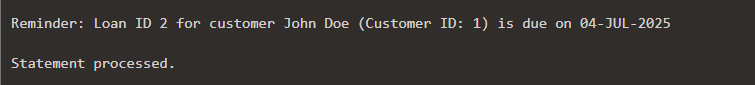 Reminder: Loan ID 2 for customer John Doe (Customer ID: 1) is due on 04-JUL-2025
Statement processed.